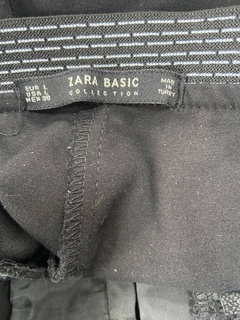 EUR L
USA L
MEX 30
ZARA BASIC
COLLECTION
MADE
IN
TURKEY